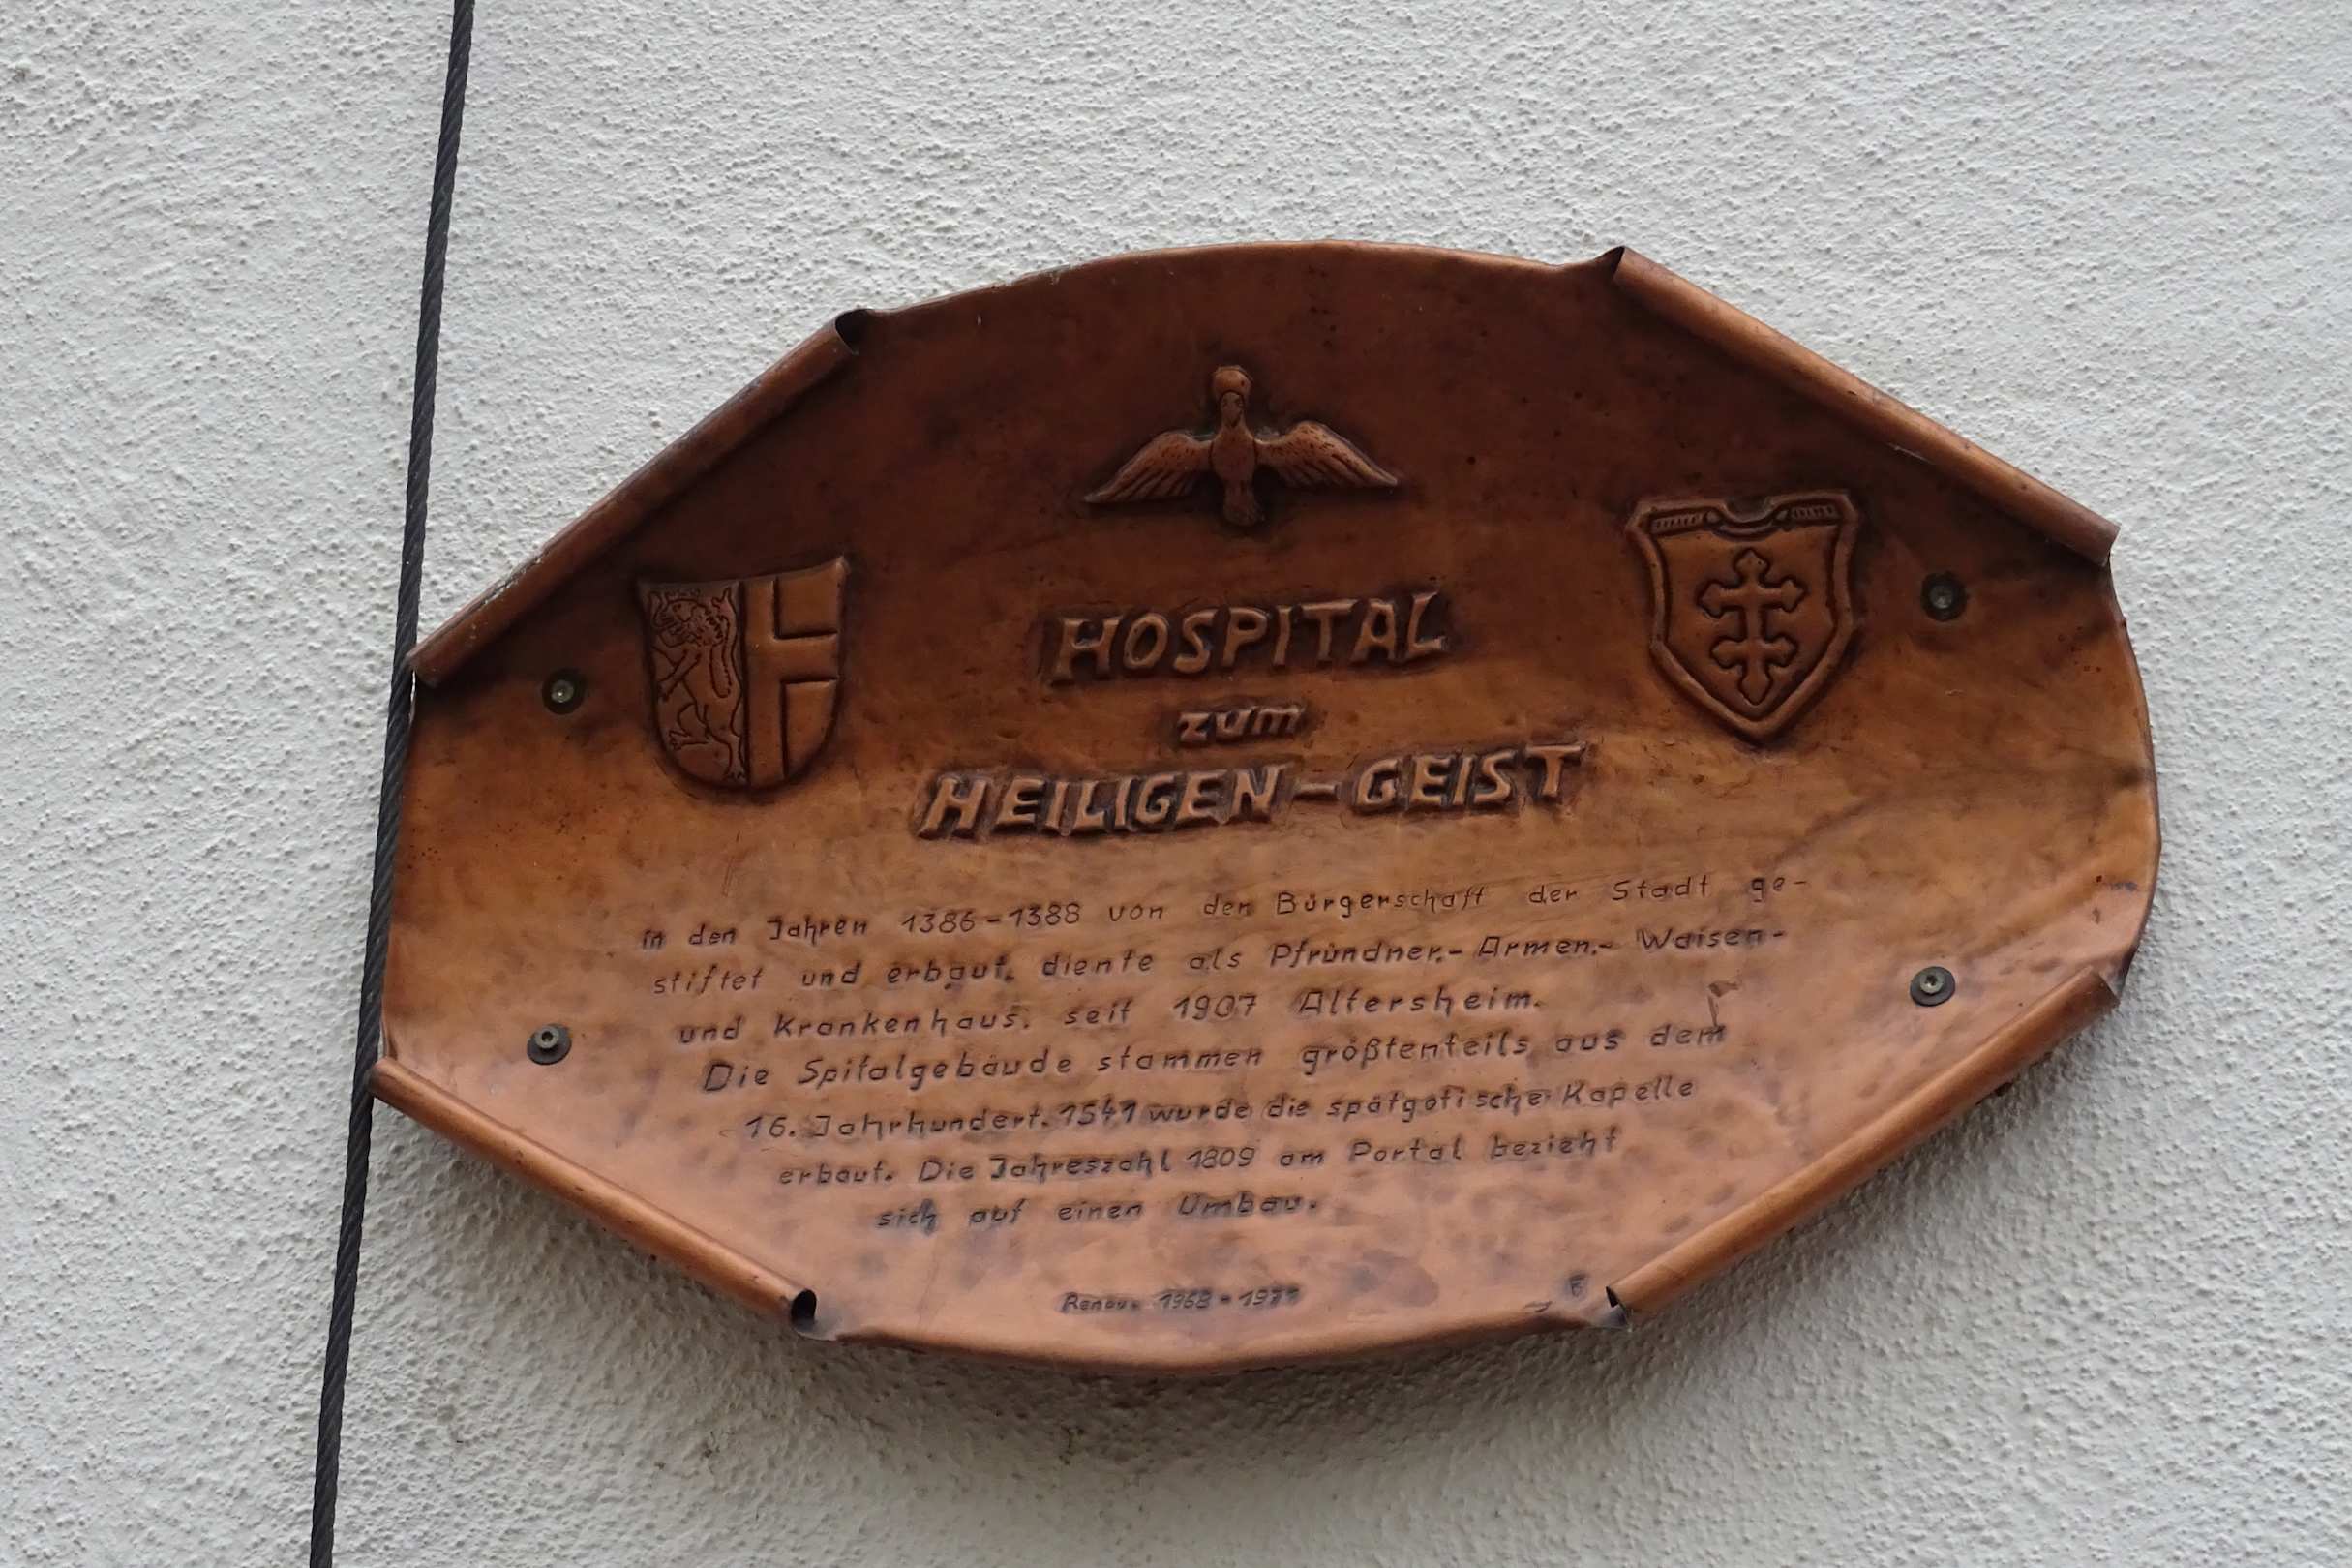 HOSPITAL
zum
HEILIGEN-GEIST
in den Jahren 1386-1388 von der Bürgerschaft der Stadt ge-
stiftet und erbaut, diente als Pfründner,- Armen,- Waisen-
und Krankenhaus, seit 1907 Altersheim.
Die Spitalgebäude stammen größtenteils aus dem
16. Jahrhundert. 1541 wurde die spätgotische Kapelle
erbaut. Die Jahreszahl 1809 am Portal bezieht
sich auf einen Umbau.
Renov. 1968-1971